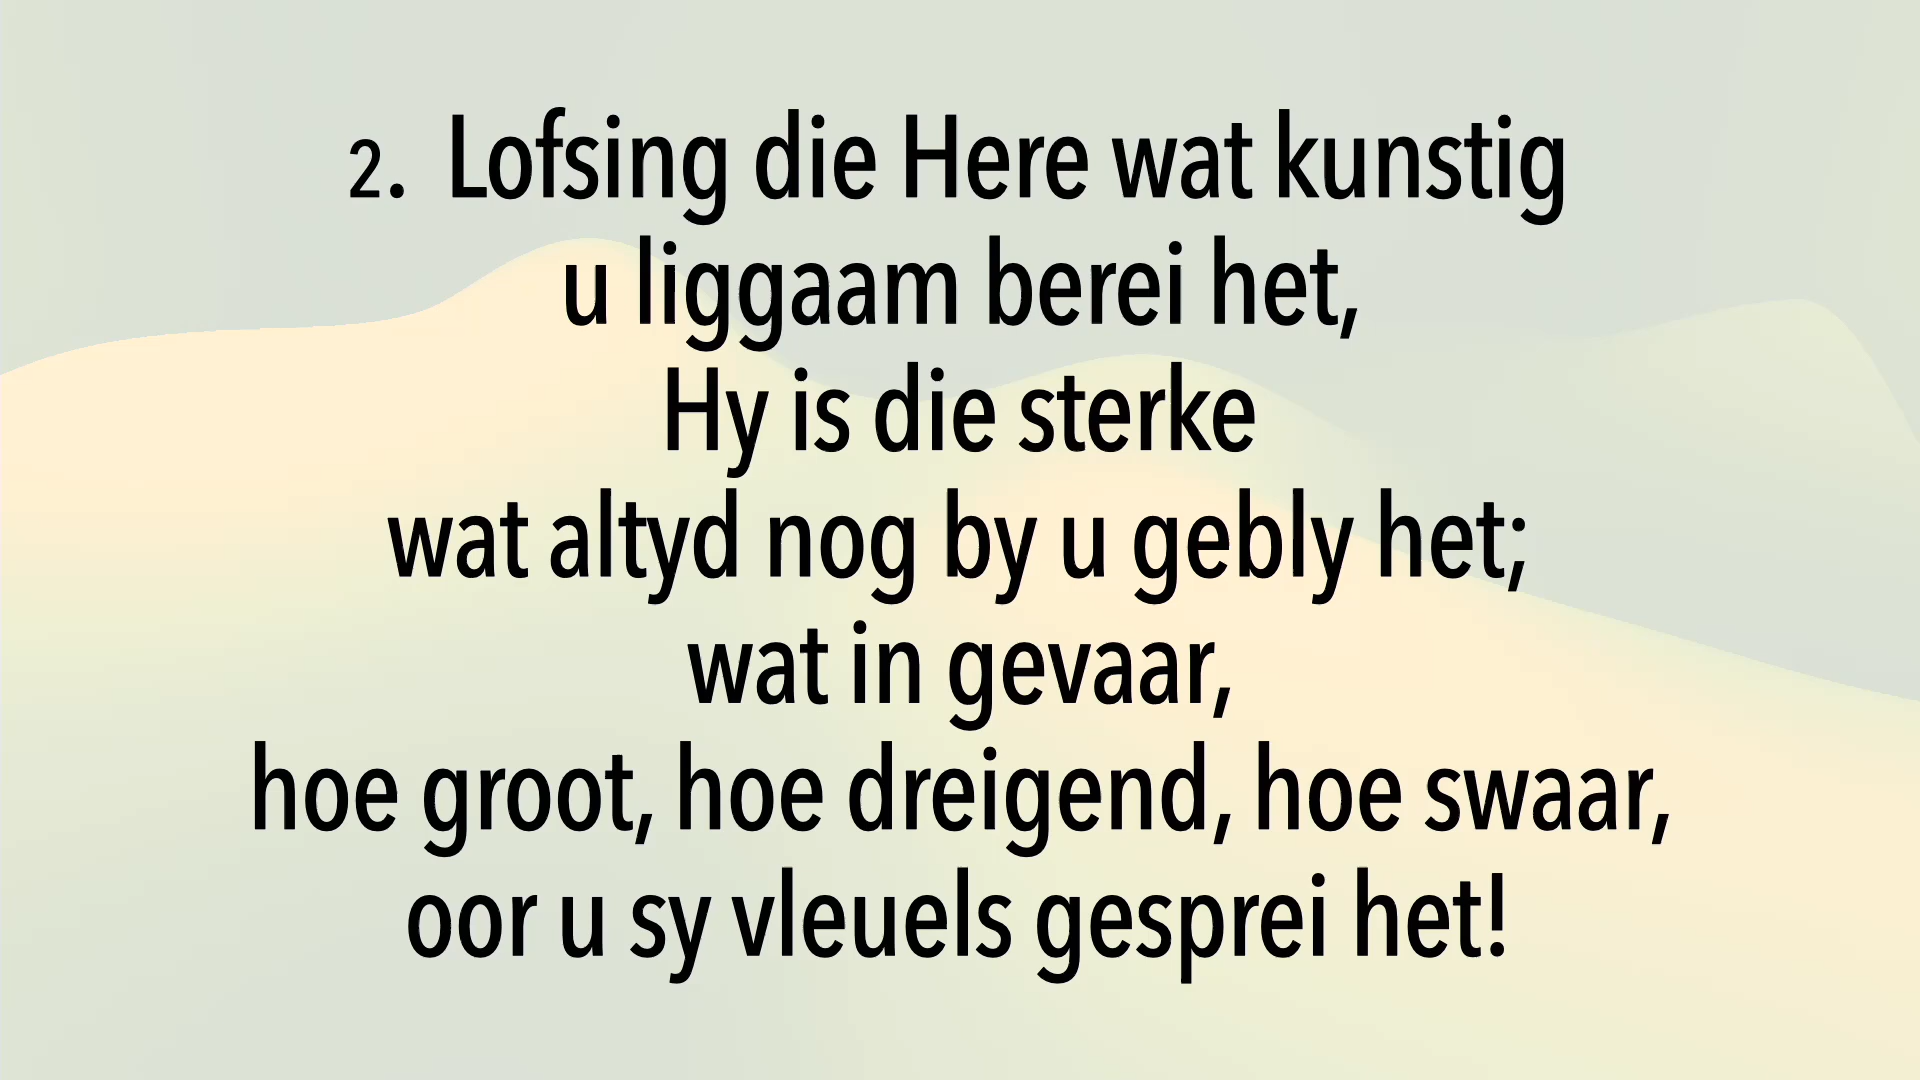 2. Lofsing die Here wat kunstig
u liggaam berei het,
Hy is die sterke
wat altyd nog by u gebly het;
wat in gevaar,
hoe groot, hoe dreigend, hoe swaar,
oor u sy vleuels gesprei het!